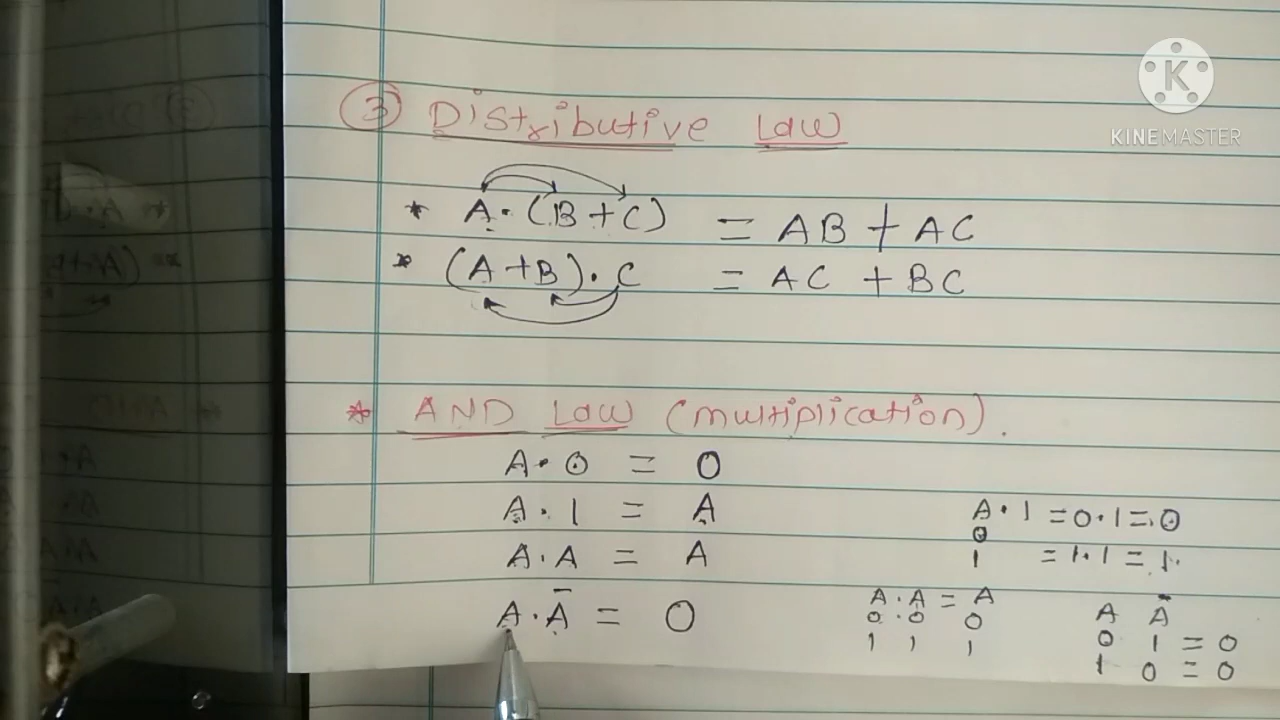 KINEMASTER
③ Distributive Law
* A·(B+C) = AB + AC
* (A+B)·C = AC + BC
* AND Law (multiplication).
A·0 = 0
A·1 = A
A·A = A
A·Ā = 0
A·1 = 0·1 = 0
0
1 = 1·1 = 1·
A·A = A
0·0 0
1 1 1
A Ā
0 1 = 0
1 0 = 0